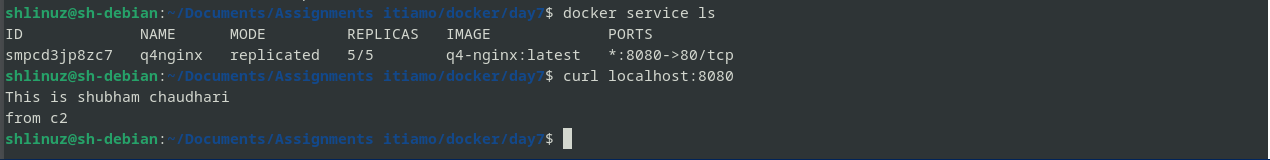 shlinuz@sh-debian:~/Documents/Assignments itiamo/docker/day7$ docker service ls
ID             NAME      MODE         REPLICAS   IMAGE             PORTS
smpcd3jp8zc7   q4nginx   replicated   5/5        q4-nginx:latest   *:8080->80/tcp
shlinuz@sh-debian:~/Documents/Assignments itiamo/docker/day7$ curl localhost:8080
This is shubham chaudhari
from c2
shlinuz@sh-debian:~/Documents/Assignments itiamo/docker/day7$